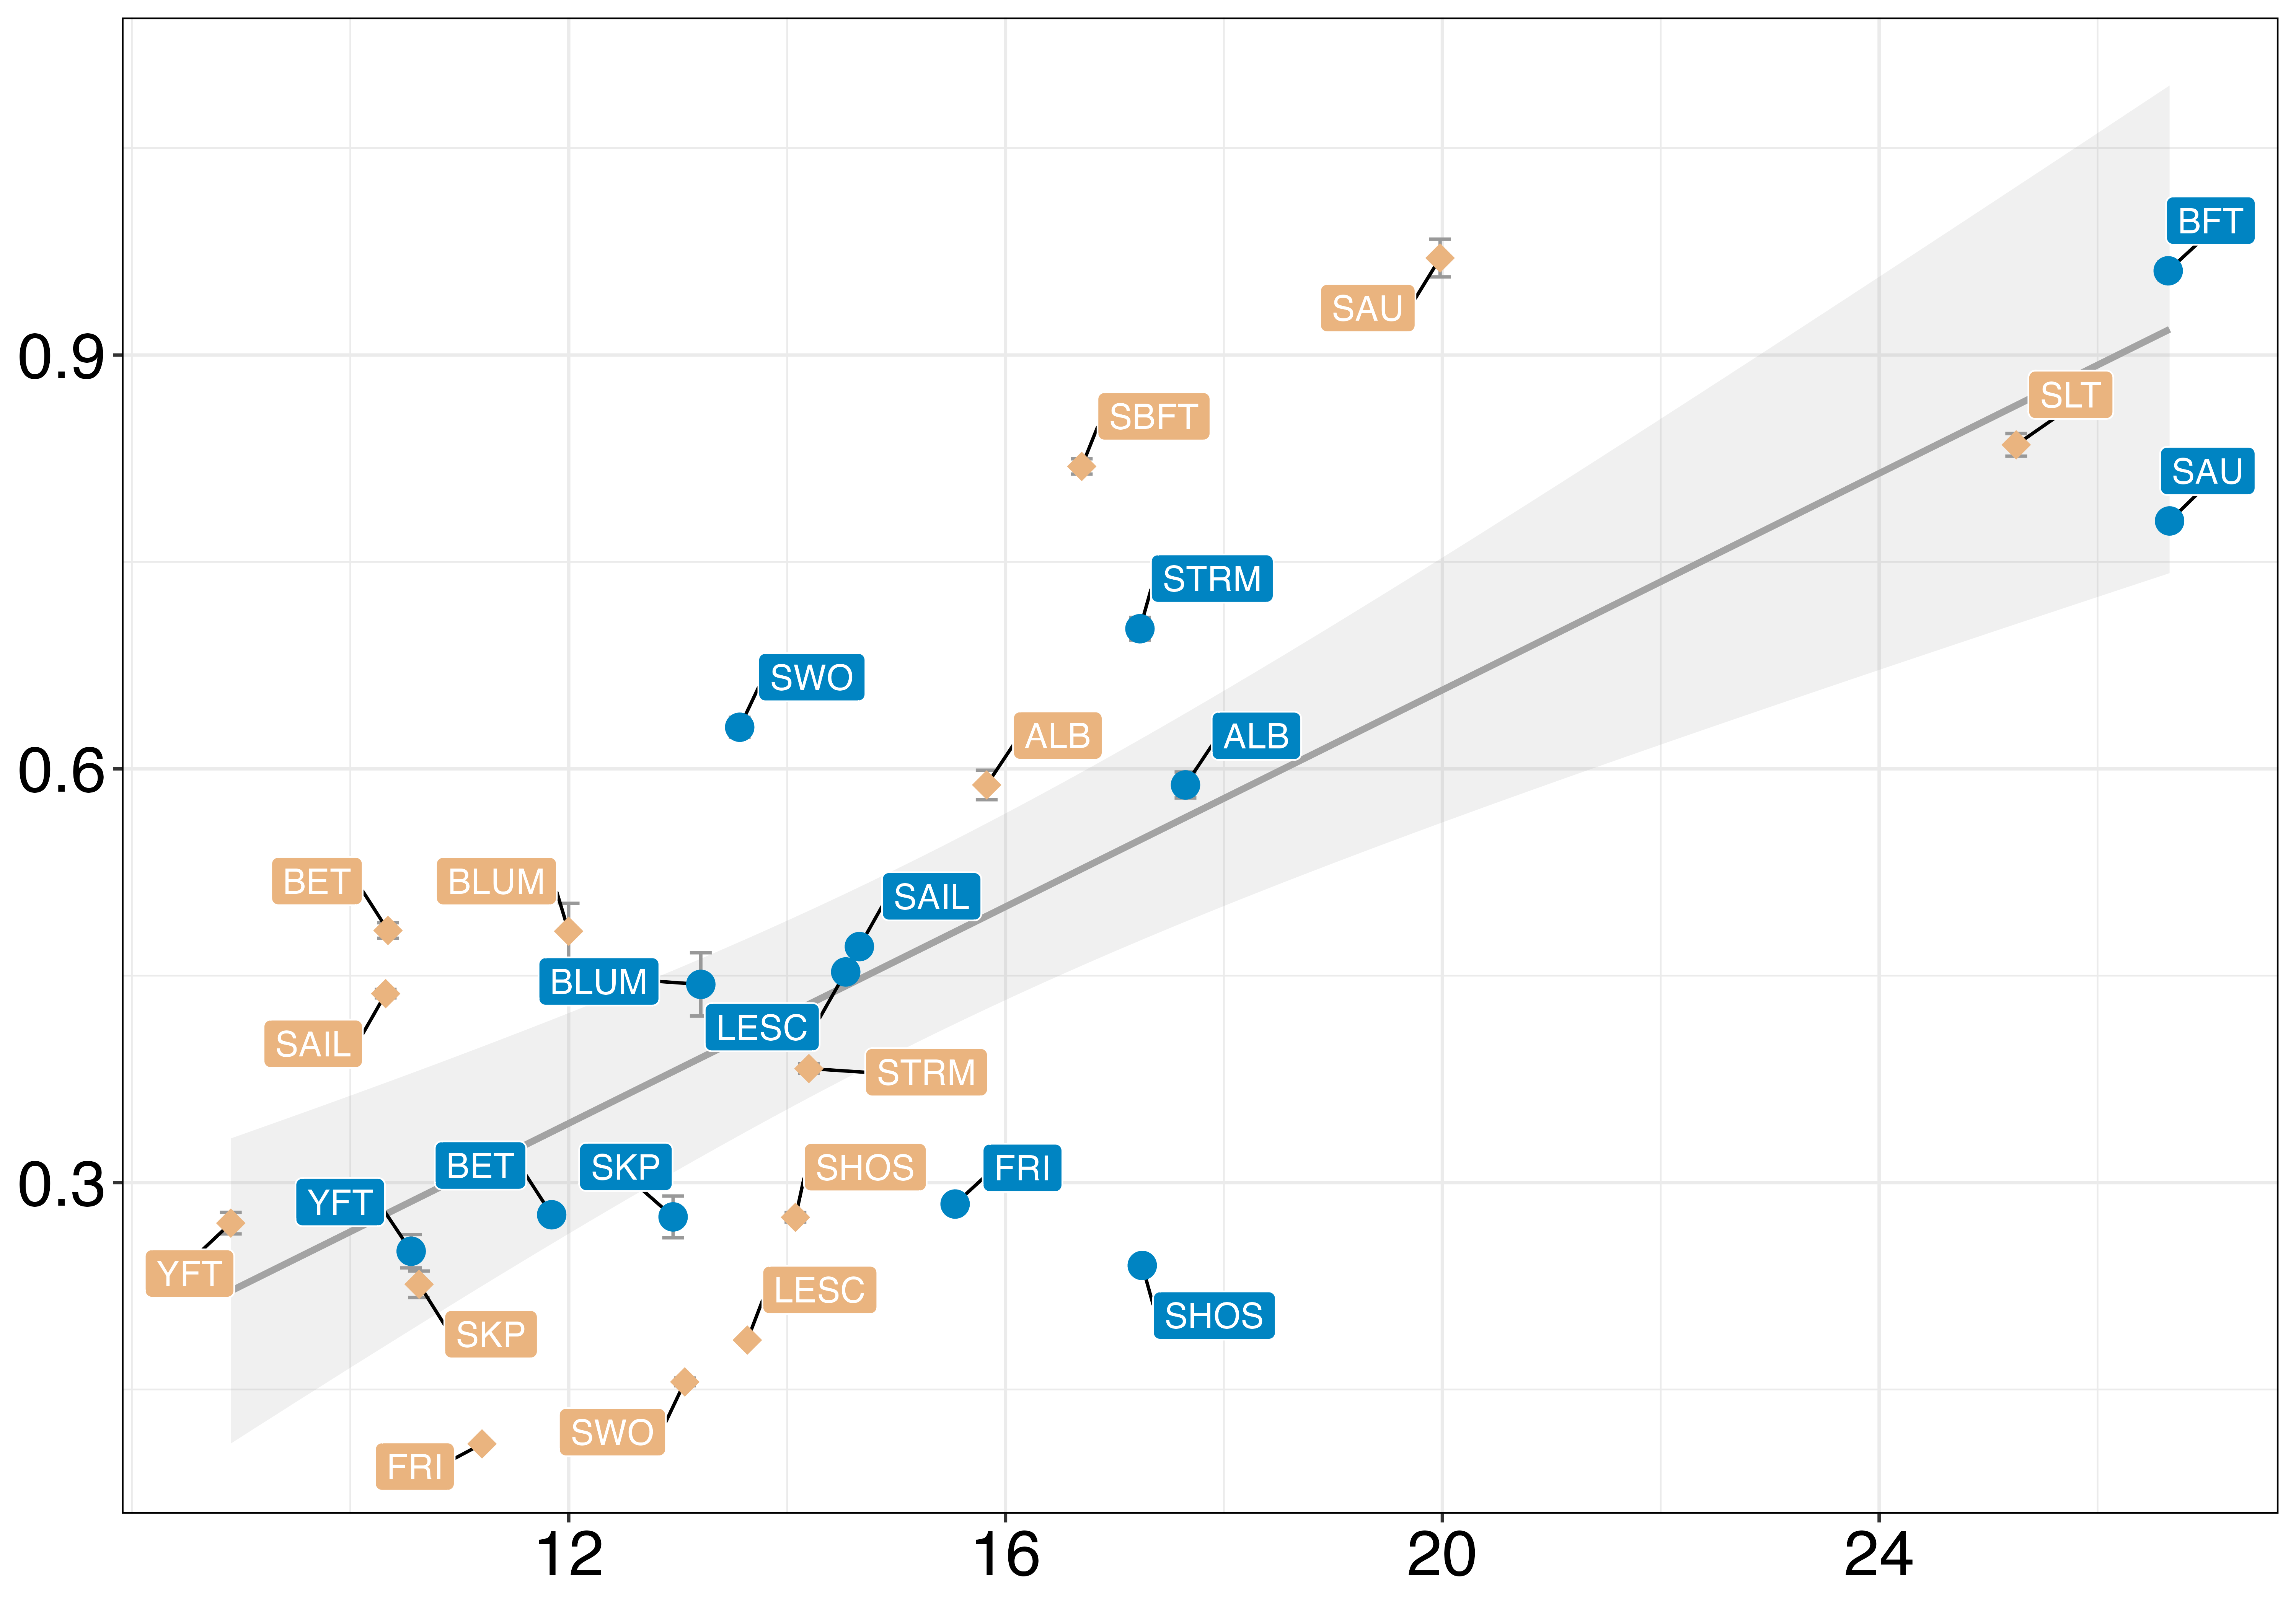 BFT
SAU
0.9
SLT
SBFT
SAU
STRM
SWO
ALB
ALB
0.6
BET
BLUM
SAIL
BLUM
LESC
SAIL
STRM
BET
SKP
SHOS
FRI
0.3
YFT
YFT
LESC
SHOS
SKP
SWO
FRI
12
16
20
24